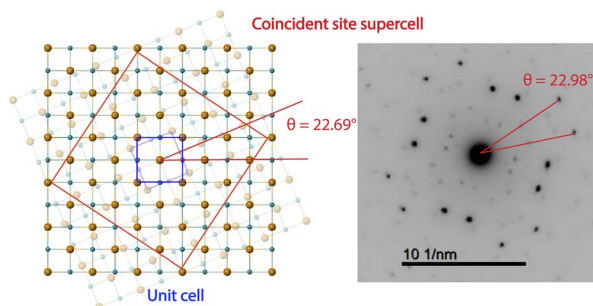 Coincident site supercell
θ = 22.98°
θ = 22.69°
10 1/nm
Unit cell